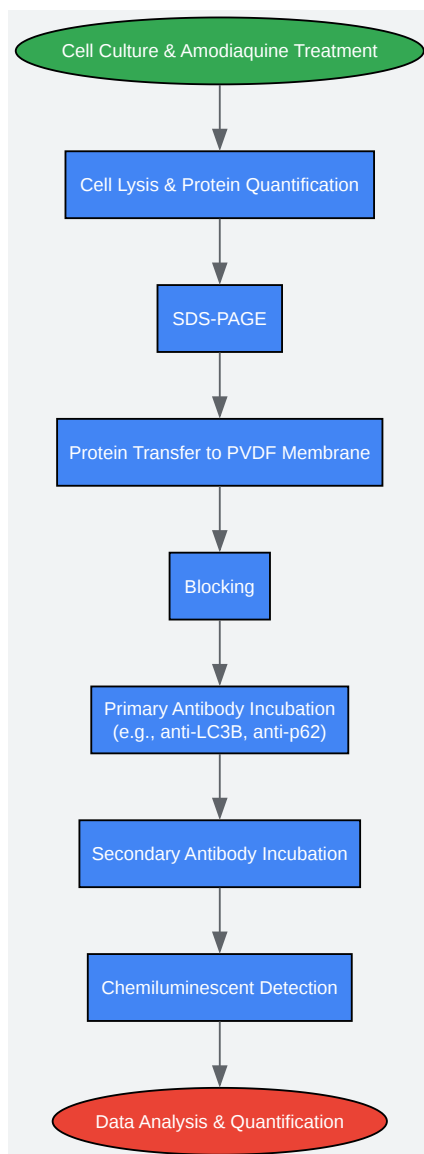 Cell Culture & Amodiaquine Treatment
Cell Lysis & Protein Quantification
SDS-PAGE
Protein Transfer to PVDF Membrane
Blocking
Primary Antibody Incubation
(e.g., anti-LC3B, anti-p62)
Secondary Antibody Incubation
Chemiluminescent Detection
Data Analysis & Quantification